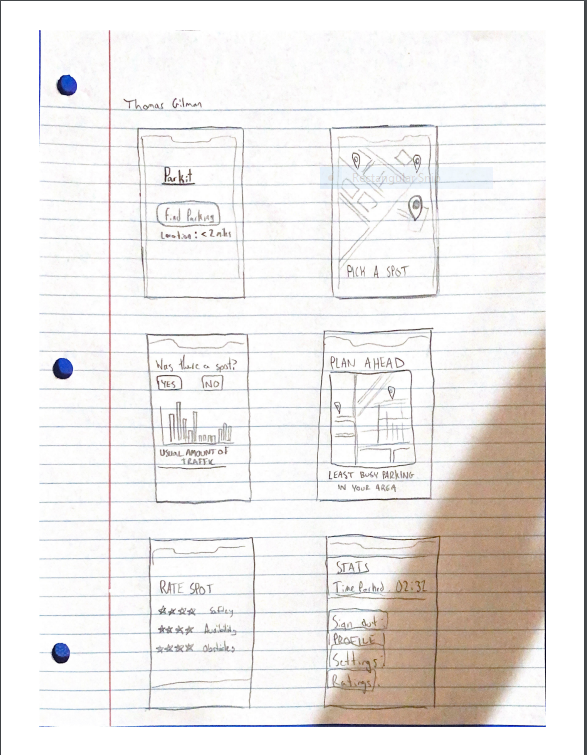 Thomas Gilman
Parkit
Find Parking
Location: < 2 miles
PICK A SPOT
Was there a spot?
YES NO
USUAL AMOUNT OF
TRAFFIC
PLAN AHEAD
LEAST BUSY PARKING
IN YOUR AREA
RATE SPOT
Safety
Availability
Obstacles
STATS
Time Parked 02:32
Sign out:
PROFILE
Settings:
Ratings: